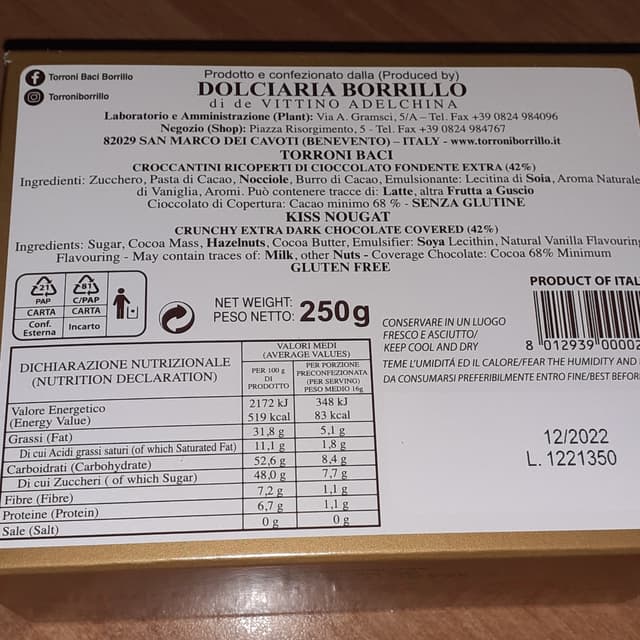 Torroni Baci Borrillo
Torroniborrillo
Prodotto e confezionato dalla (Produced by)
DOLCIARIA BORRILLO
di de VITTINO ADELCHINA
Laboratorio e Amministrazione (Plant): Via A. Gramsci, 5/A – Tel. Fax +39 0824 984096
Negozio (Shop): Piazza Risorgimento, 5 - Tel. Fax +39 0824 984767
82029 SAN MARCO DEI CAVOTI (BENEVENTO) – ITALY - www.torroniborrillo.it
TORRONI BACI
CROCCANTINI RICOPERTI DI CIOCCOLATO FONDENTE EXTRA (42%)
Ingredienti: Zucchero, Pasta di Cacao, Nocciole, Burro di Cacao, Emulsionante: Lecitina di Soia, Aroma Naturale
di Vaniglia, Aromi. Può contenere tracce di: Latte, altra Frutta a Guscio
Cioccolato di Copertura: Cacao minimo 68 % - SENZA GLUTINE
KISS NOUGAT
CRUNCHY EXTRA DARK CHOCOLATE COVERED (42%)
Ingredients: Sugar, Cocoa Mass, Hazelnuts, Cocoa Butter, Emulsifier: Soya Lecithin, Natural Vanilla Flavouring
Flavouring - May contain traces of: Milk, other Nuts - Coverage Chocolate: Cocoa 68% Minimum
GLUTEN FREE
21 PAP CARTA Conf. Esterna
81 C/PAP CARTA Incarto
NET WEIGHT:
PESO NETTO: 250g
PRODUCT OF ITAL
8 012939 00002
CONSERVARE IN UN LUOGO
FRESCO E ASCIUTTO/
KEEP COOL AND DRY
TEME L'UMIDITÁ ED IL CALORE/FEAR THE HUMIDITY AND
DA CONSUMARSI PREFERIBILMENTE ENTRO FINE/BEST BEFOR
12/2022
L. 1221350
DICHIARAZIONE NUTRIZIONALE
(NUTRITION DECLARATION)
VALORI MEDI
(AVERAGE VALUES)
PER 100 g
DI
PRODOTTO
PER PORZIONE
PRECONFEZIONATA
(PER SERVING)
PESO MEDIO 16g
Valore Energetico 2172 kJ 348 kJ
(Energy Value) 519 kcal 83 kcal
Grassi (Fat) 31,8 g 5,1 g
Di cui Acidi grassi saturi (of which Saturated Fat) 11,1 g 1,8 g
Carboidrati (Carbohydrate) 52,6 g 8,4 g
Di cui Zuccheri ( of which Sugar) 48,0 g 7,7 g
Fibre (Fibre) 7,2 g 1,1 g
Proteine (Protein) 6,7 g 1,1 g
Sale (Salt) 0 g 0 g